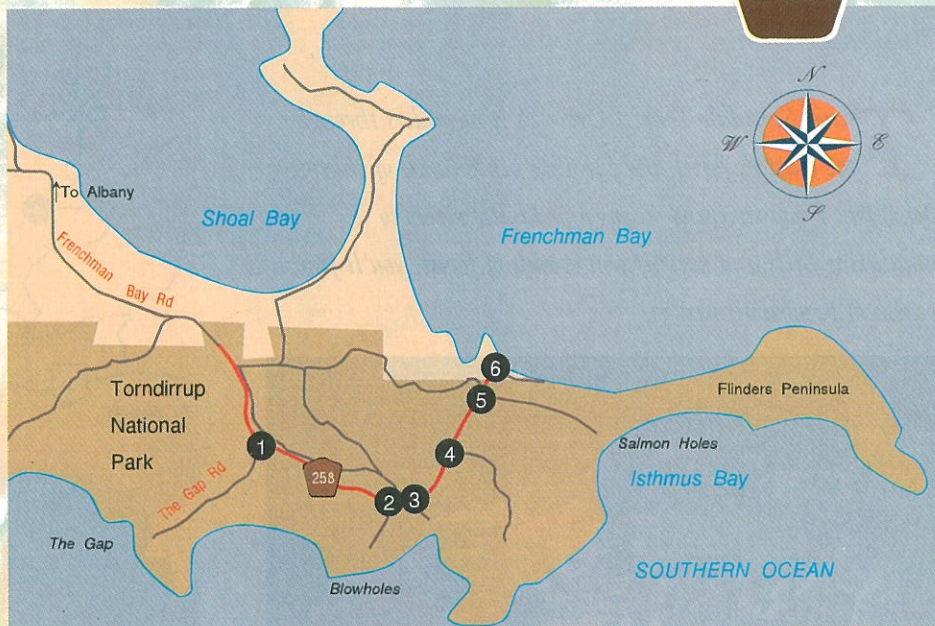 N
W
E
S
To Albany
Shoal Bay
Frenchman Bay
Frenchman Bay Rd
6
5
Flinders Peninsula
Torndirrup
National
Park
1
4
Salmon Holes
Isthmus Bay
258
The Gap Rd
2
3
The Gap
Blowholes
SOUTHERN OCEAN